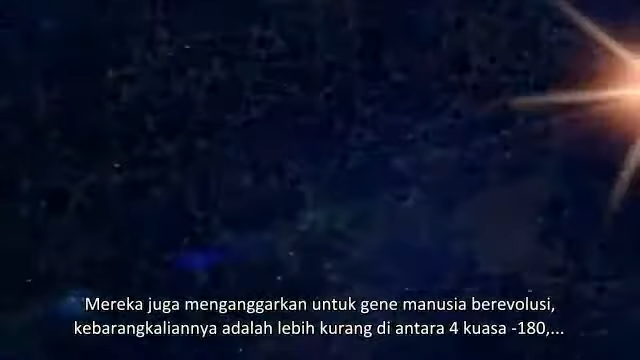 Mereka juga menganggarkan untuk gene manusia berevolusi,
kebarangkaliannya adalah lebih kurang di antara 4 kuasa -180,...